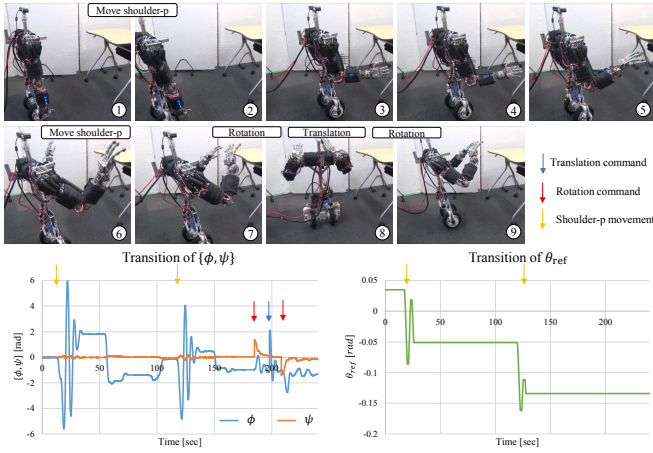 Move shoulder-p
1
2
3
4
5
Move shoulder-p
Rotation
Translation
Rotation
6
7
8
9
Translation command
Rotation command
Shoulder-p movement
Transition of {ϕ, ψ}
6
4
2
0
-2
-4
-6
{ϕ, ψ} [rad]
0
50
100
150
200
ϕ
ψ
Time [sec]
Transition of θref
0.05
0
-0.05
-0.1
-0.15
-0.2
θref [rad]
0
50
100
150
200
Time [sec]